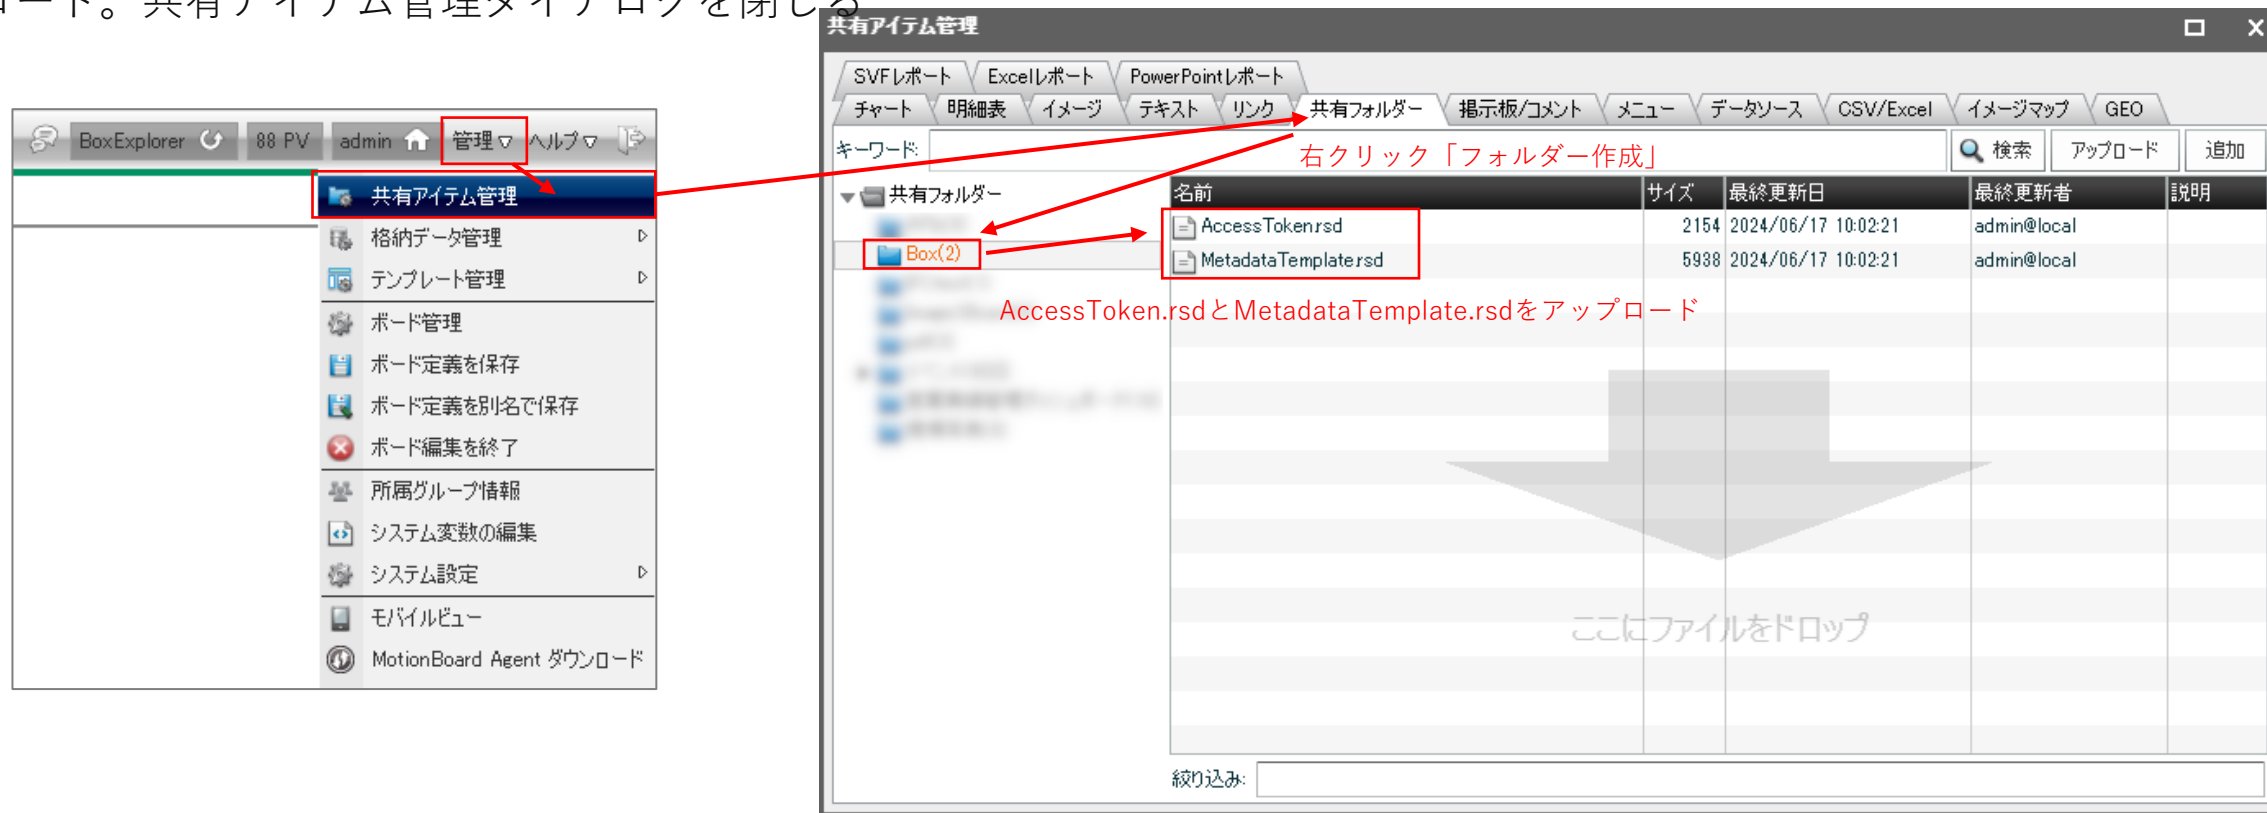 ロード。共有アイテム管理ダイアログを閉じる
BoxExplorer 88 PV admin 管理 ヘルプ
共有アイテム管理
格納データ管理
テンプレート管理
ボード管理
ボード定義を保存
ボード定義を別名で保存
ボード編集を終了
所属グループ情報
システム変数の編集
システム設定
モバイルビュー
MotionBoard Agent ダウンロード
共有アイテム管理
SVFレポート Excelレポート PowerPointレポート
チャート 明細表 イメージ テキスト リンク 共有フォルダー 掲示板/コメント メニュー データソース CSV/Excel イメージマップ GEO
キーワード: 検索 アップロード 追加
右クリック「フォルダー作成」
共有フォルダー
Box(2)
名前 サイズ 最終更新日 最終更新者 説明
AccessToken.rsd 2154 2024/06/17 10:02:21 admin@local
MetadataTemplate.rsd 5938 2024/06/17 10:02:21 admin@local
AccessToken.rsdとMetadataTemplate.rsdをアップロード
ここにファイルをドロップ
絞り込み: